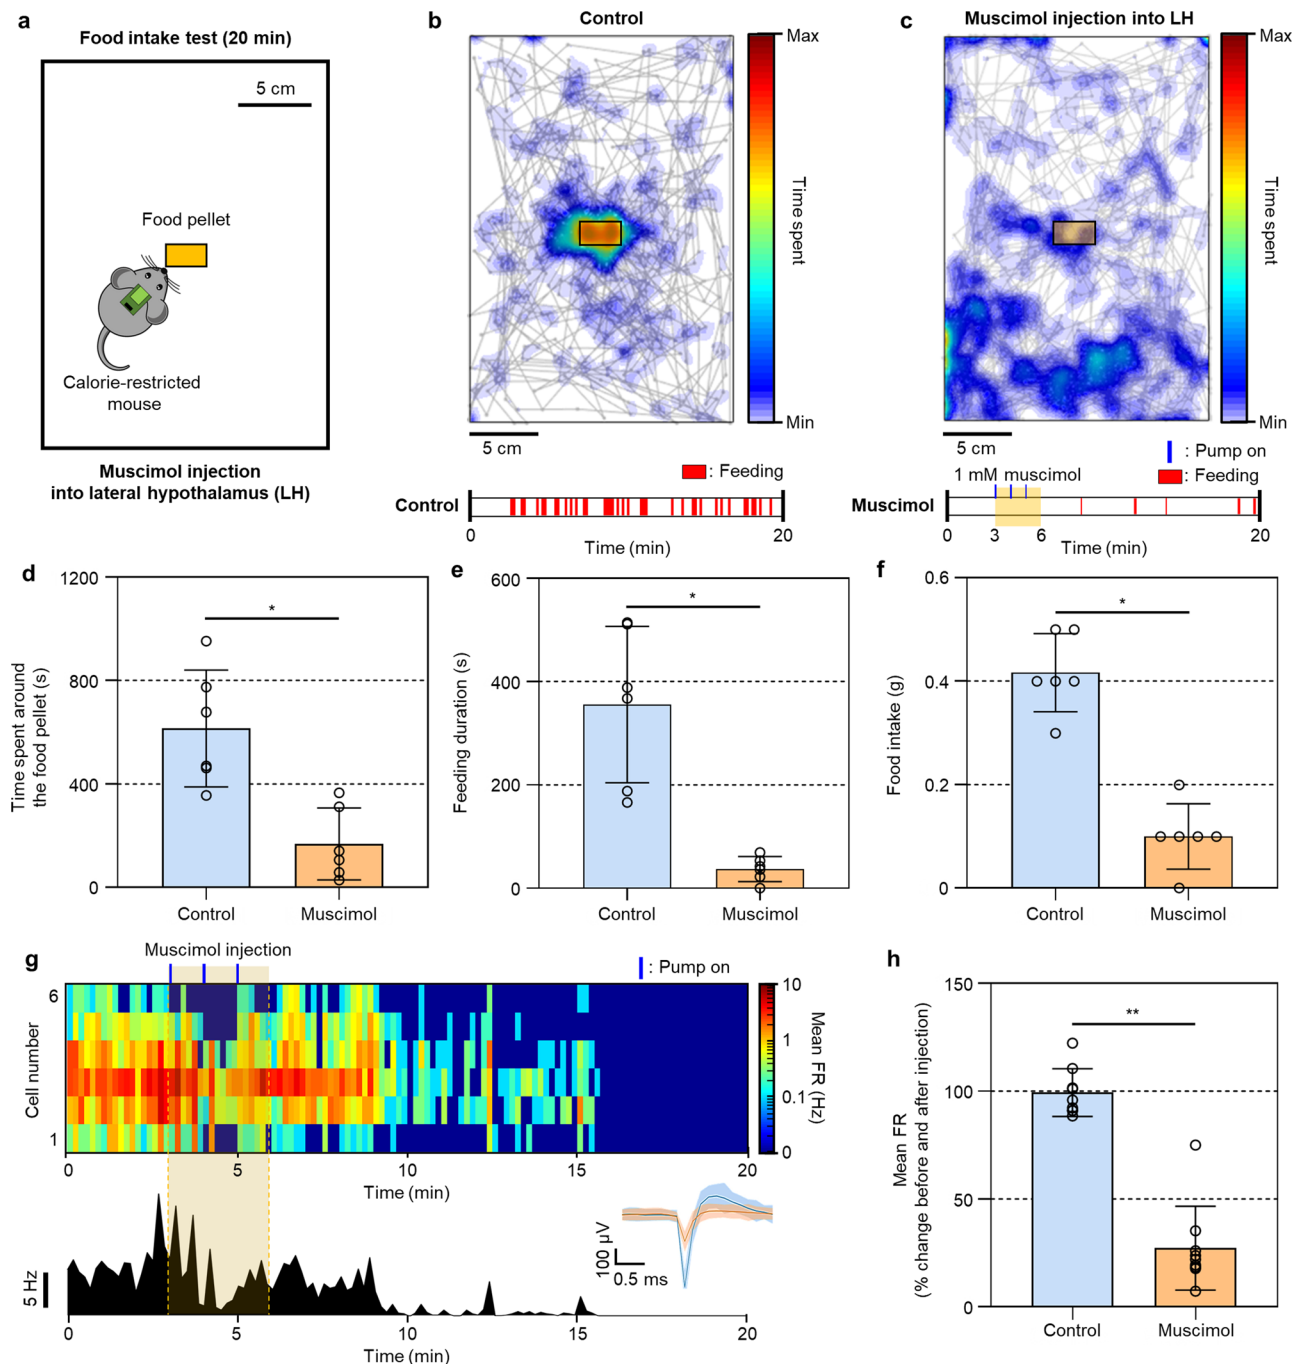 a
Food intake test (20 min)
5 cm
Food pellet
Calorie-restricted
mouse
Muscimol injection
into lateral hypothalamus (LH)
b
Control
Max
Time spent
Min
5 cm
: Feeding
Control
0
20
Time (min)
c
Muscimol injection into LH
Max
Time spent
Min
5 cm
: Pump on
1 mM muscimol
: Feeding
Muscimol
0
3
6
20
Time (min)
d
1200
800
400
0
Time spent around
the food pellet (s)
*
Control
Muscimol
e
600
400
200
0
Feeding duration (s)
*
Control
Muscimol
f
0.6
0.4
0.2
0
Food intake (g)
*
Control
Muscimol
g
Muscimol injection
: Pump on
6
1
Cell number
10
1
0.1
0
Mean FR (Hz)
0
5
10
15
20
Time (min)
5 Hz
100 µV
0.5 ms
0
5
10
15
20
Time (min)
h
150
100
50
0
Mean FR
(% change before and after injection)
**
Control
Muscimol